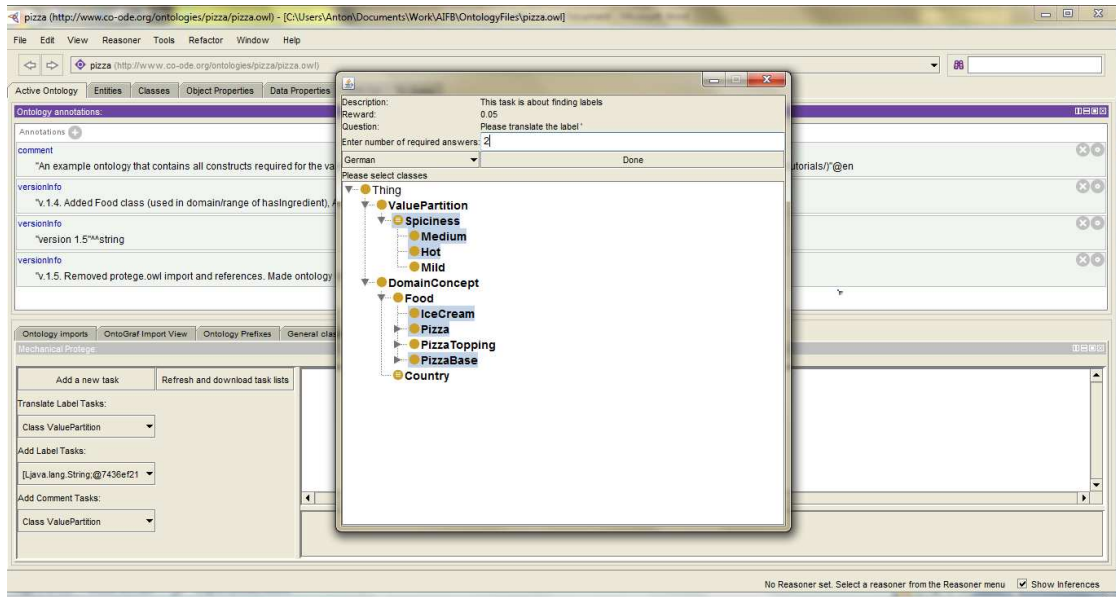 pizza (http://www.co-ode.org/ontologies/pizza/pizza.owl) - [C:\Users\Anton\Documents\Work\AIFB\OntologyFiles\pizza.owl]
File Edit View Reasoner Tools Refactor Window Help
pizza (http://www.co-ode.org/ontologies/pizza/pizza.owl)
Active Ontology Entities Classes Object Properties Data Properties
Ontology annotations:
Annotations
comment
"An example ontology that contains all constructs required for the va
utorials/)"@en
versionInfo
"v.1.4. Added Food class (used in domain/range of hasIngredient),
versionInfo
"version 1.5"^^string
versionInfo
"v.1.5. Removed protege.owl import and references. Made ontology
Ontology imports OntoGraf Import View Ontology Prefixes General clas
Mechanical Protege:
Add a new task Refresh and download task lists
Translate Label Tasks:
Class ValuePartition
Add Label Tasks:
[Ljava.lang.String;@7436ef21
Add Comment Tasks:
Class ValuePartition
Description: This task is about finding labels
Reward: 0.05
Question: Please translate the label '
Enter number of required answers: 2
German Done
Please select classes
Thing
ValuePartition
Spiciness
Medium
Hot
Mild
DomainConcept
Food
IceCream
Pizza
PizzaTopping
PizzaBase
Country
No Reasoner set. Select a reasoner from the Reasoner menu Show Inferences